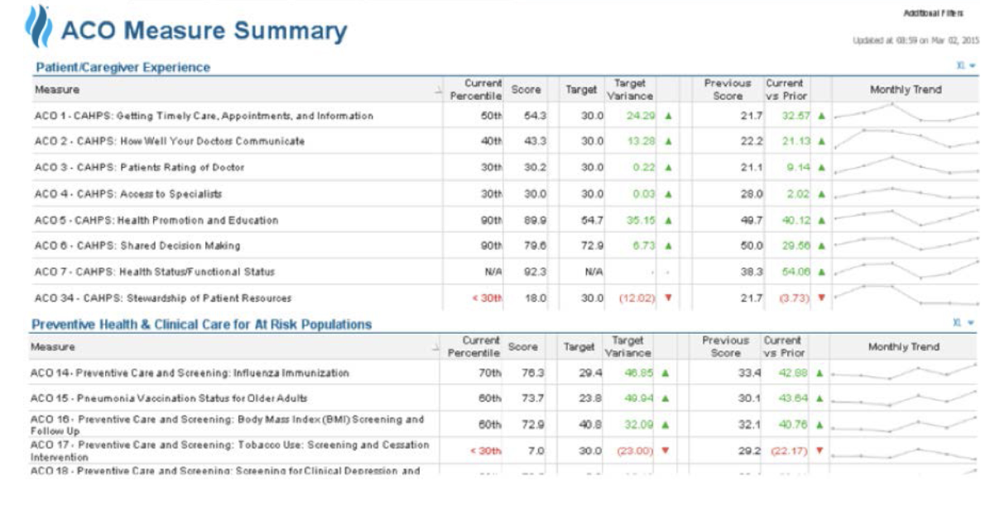 Additional Filters
ACO Measure Summary
Updated at 08:59 on Mar 02, 2015
Patient/Caregiver Experience XL
Measure Current Percentile Score Target Target Variance Previous Score Current vs Prior Monthly Trend
ACO 1 - CAHPS: Getting Timely Care, Appointments, and Information 50th 54.3 30.0 24.29 ▲ 21.7 32.57 ▲
ACO 2 - CAHPS: How Well Your Doctors Communicate 40th 43.3 30.0 13.28 ▲ 22.2 21.13 ▲
ACO 3 - CAHPS: Patients Rating of Doctor 30th 30.2 30.0 0.22 ▲ 21.1 9.14 ▲
ACO 4 - CAHPS: Access to Specialists 30th 30.0 30.0 0.03 ▲ 28.0 2.02 ▲
ACO 5 - CAHPS: Health Promotion and Education 90th 89.9 54.7 35.15 ▲ 49.7 40.12 ▲
ACO 6 - CAHPS: Shared Decision Making 90th 79.6 72.9 6.73 ▲ 50.0 29.56 ▲
ACO 7 - CAHPS: Health Status/Functional Status N/A 92.3 N/A - - 38.3 54.06 ▲
ACO 34 - CAHPS: Stewardship of Patient Resources < 30th 18.0 30.0 (12.02) ▼ 21.7 (3.73) ▼
Preventive Health & Clinical Care for At Risk Populations XL
Measure Current Percentile Score Target Target Variance Previous Score Current vs Prior Monthly Trend
ACO 14 - Preventive Care and Screening: Influenza Immunization 70th 76.3 29.4 46.85 ▲ 33.4 42.88 ▲
ACO 15 - Pneumonia Vaccination Status for Older Adults 60th 73.7 23.8 49.94 ▲ 30.1 43.64 ▲
ACO 16 - Preventive Care and Screening: Body Mass Index (BMI) Screening and
Follow Up 60th 72.9 40.8 32.09 ▲ 32.1 40.76 ▲
ACO 17 - Preventive Care and Screening: Tobacco Use: Screening and Cessation
Intervention < 30th 7.0 30.0 (23.00) ▼ 29.2 (22.17) ▼
ACO 18 - Preventive Care and Screening: Screening for Clinical Depression and